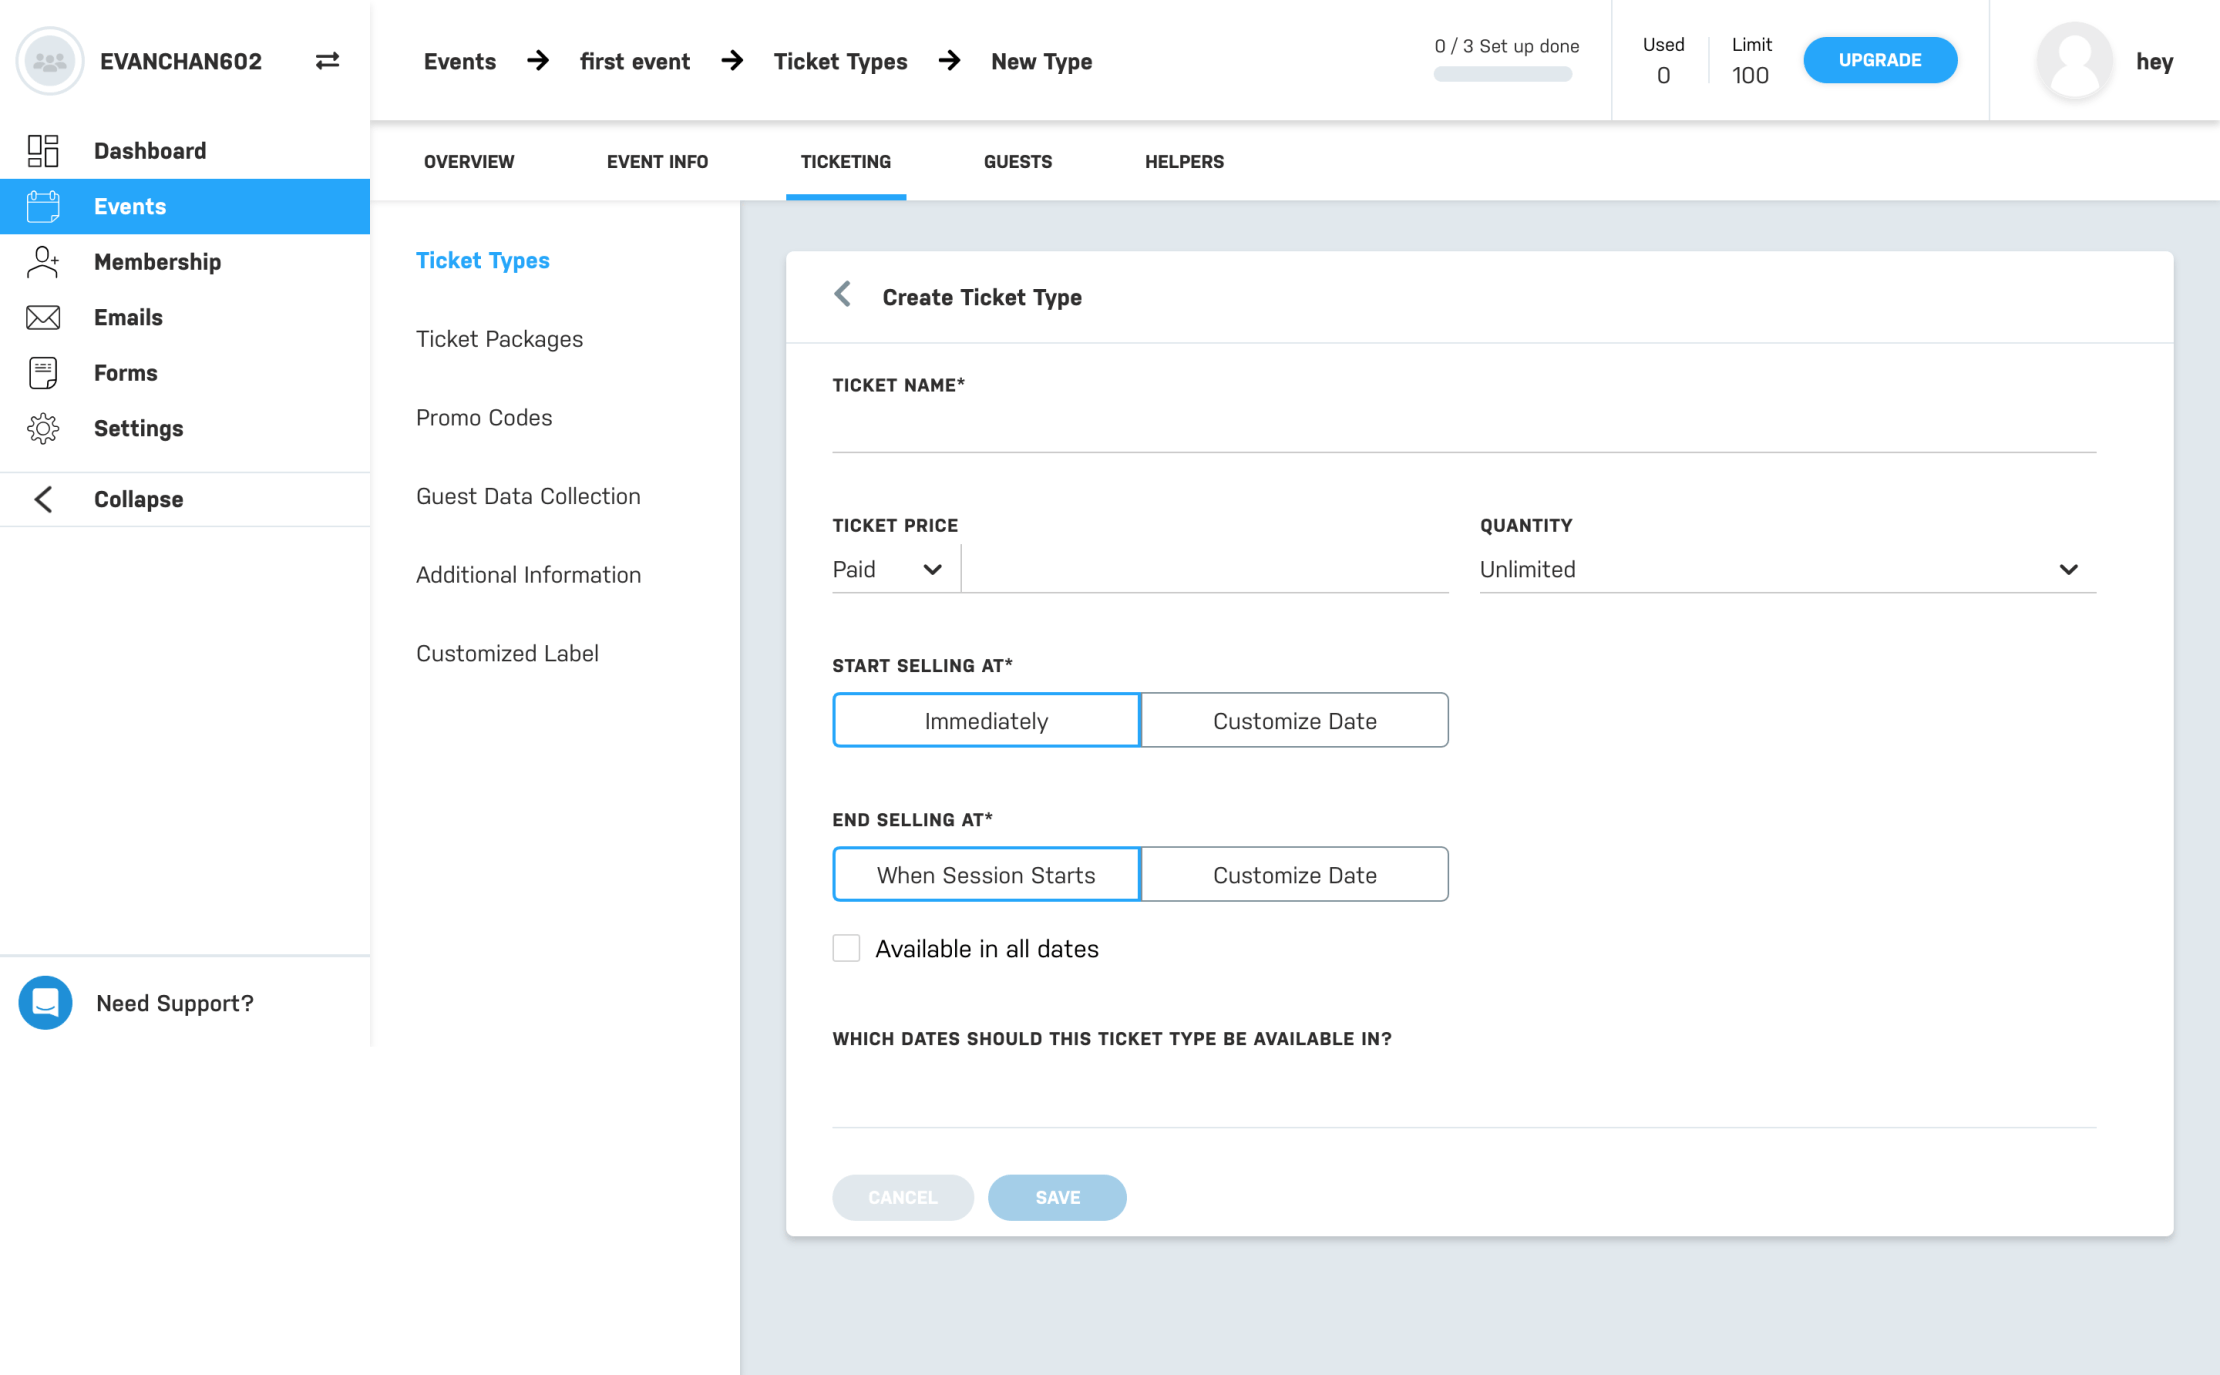 EVANCHAN602
Dashboard
Events
Membership
Emails
Forms
Settings
Collapse
Need Support?
Events
first event
Ticket Types
New Type
0 / 3 Set up done
Used
0
Limit
100
UPGRADE
hey
OVERVIEW
EVENT INFO
TICKETING
GUESTS
HELPERS
Ticket Types
Ticket Packages
Promo Codes
Guest Data Collection
Additional Information
Customized Label
Create Ticket Type
TICKET NAME*
TICKET PRICE
Paid
QUANTITY
Unlimited
START SELLING AT*
Immediately
Customize Date
END SELLING AT*
When Session Starts
Customize Date
Available in all dates
WHICH DATES SHOULD THIS TICKET TYPE BE AVAILABLE IN?
CANCEL
SAVE